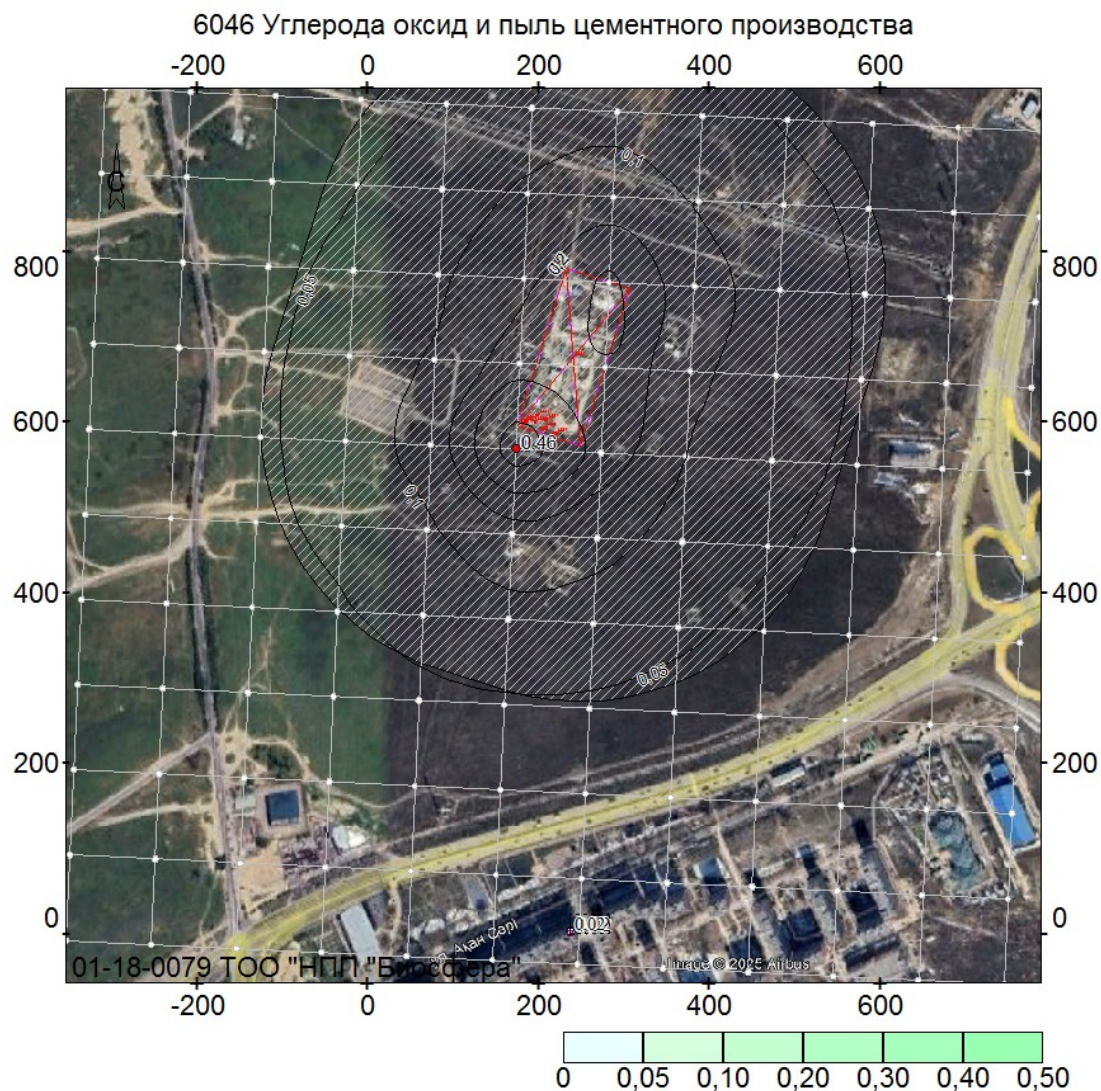 6046 Углерода оксид и пыль цементного производства
-200 0 200 400 600
С
0,1
800 800
0,2
0,05
600 600
0.46
0,1
400 400
0,05
200 200
0 0
Ақан Сері
01-18-0079 ТОО "НПП "Биосфера"
Image © 2025 Airbus
-200 0 200 400 600
0 0,05 0,10 0,20 0,30 0,40 0,50